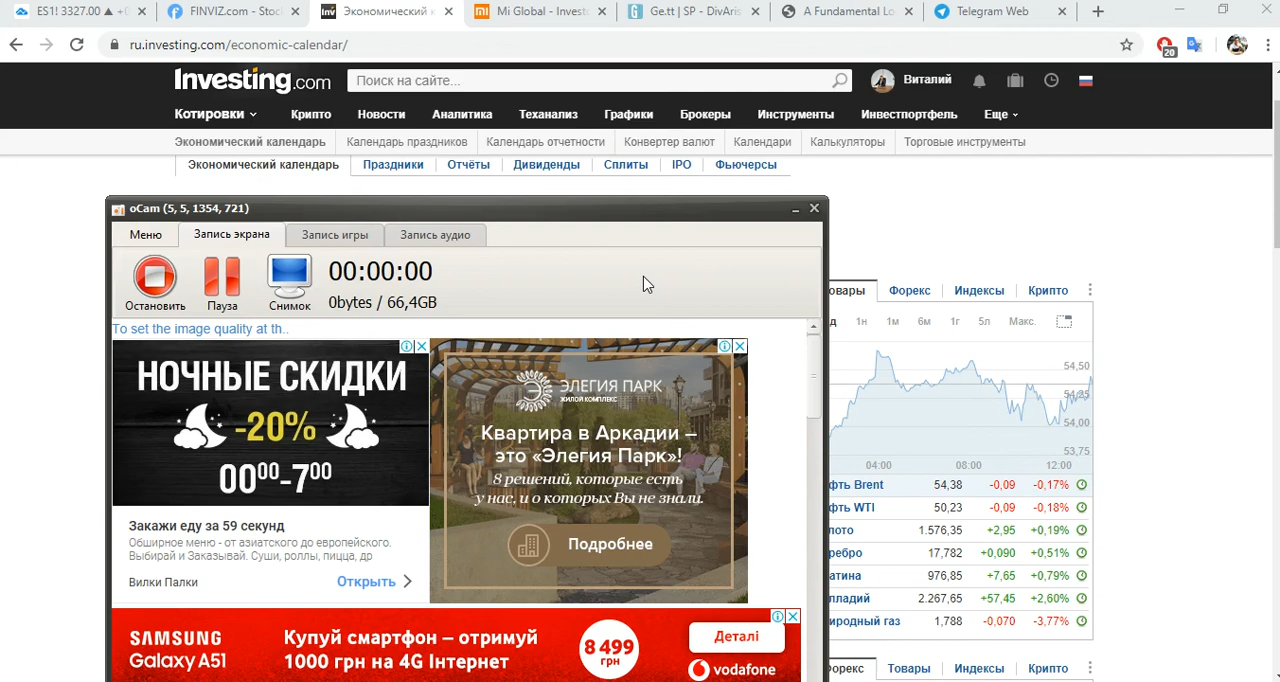 ES1! 3327.00 ▲ +0
FINVIZ.com - Stoc
Экономический к
Mi Global - Invest
Ge.tt | SP - DivAris
A Fundamental Lo
Telegram Web
ru.investing.com/economic-calendar/
20
Investing.com
Поиск на сайте...
Виталий
Котировки
Крипто
Новости
Аналитика
Теханализ
Графики
Брокеры
Инструменты
Инвестпортфель
Еще
Экономический календарь
Календарь праздников
Календарь отчетности
Конвертер валют
Календари
Калькуляторы
Торговые инструменты
Экономический календарь
Праздники
Отчёты
Дивиденды
Сплиты
IPO
Фьючерсы
oCam (5, 5, 1354, 721)
Меню
Запись экрана
Запись игры
Запись аудио
Остановить
Пауза
Снимок
00:00:00
0bytes / 66,4GB
To set the image quality at th..
НОЧНЫЕ СКИДКИ
-20%
00⁰⁰-7⁰⁰
Закажи еду за 59 секунд
Обширное меню - от азиатского до европейского.
Выбирай и Заказывай. Суши, роллы, пицца, др
Вилки Палки
Открыть
ЭЛЕГИЯ ПАРК
ЖИЛОЙ КОМПЛЕКС
Квартира в Аркадии –
это «Элегия Парк»!
8 решений, которые есть
у нас, и о которых Вы не знали.
Подробнее
SAMSUNG
Galaxy A51
Купуй смартфон – отримуй
1000 грн на 4G Інтернет
8 499
грн
Деталі
vodafone
овары
Форекс
Индексы
Крипто
д
1н
1м
6м
1г
5л
Макс.
54,50
54,25
54,00
53,75
04:00
08:00
12:00
фть Brent 54,38 -0,09 -0,17%
фть WTI 50,23 -0,09 -0,18%
лото 1.576,35 +2,95 +0,19%
ребро 17,782 +0,090 +0,51%
атина 976,85 +7,65 +0,79%
лладий 2.267,65 +57,45 +2,60%
иродный газ 1,788 -0,070 -3,77%
орекс
Товары
Индексы
Крипто